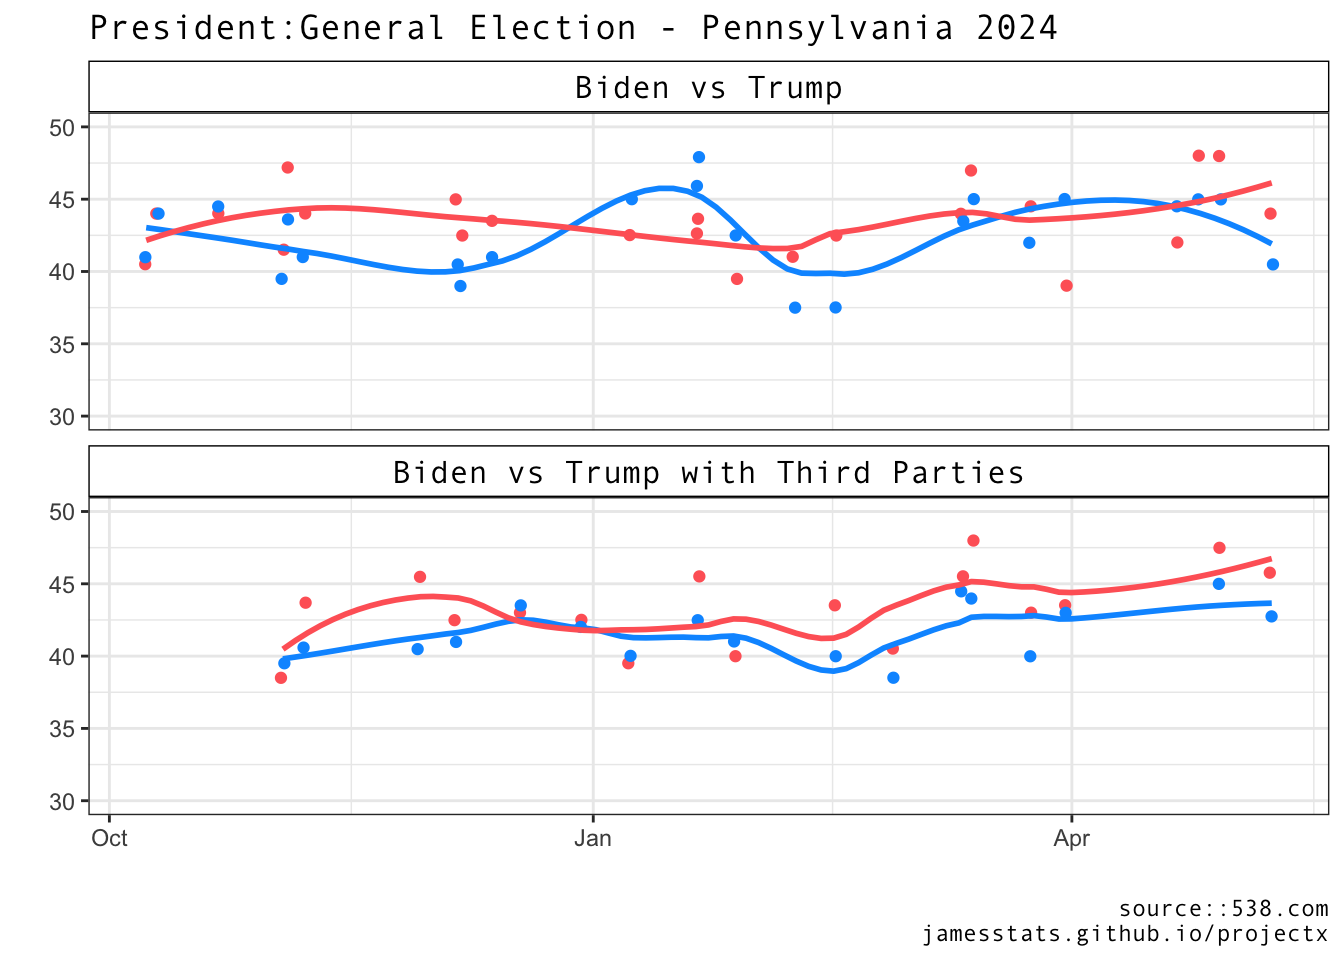 President:General Election - Pennsylvania 2024
Biden vs Trump
50
45
40
35
30
Biden vs Trump with Third Parties
50
45
40
35
30
Oct Jan Apr
source::538.com
jamesstats.github.io/projectx